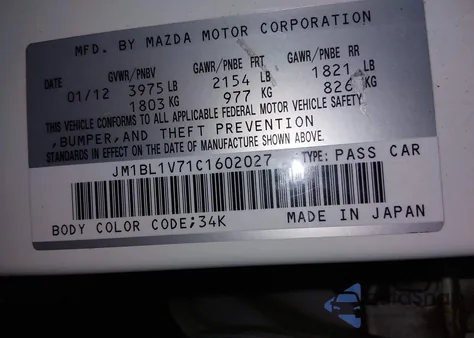 MFD. BY MAZDA MOTOR CORPORATION
DATE GVWR/PNBV GAWR/PNBE FRT GAWR/PNBE RR
01/12 3975 LB 2154 LB 1821 LB
1803 KG 977 KG 826 KG
THIS VEHICLE CONFORMS TO ALL APPLICABLE FEDERAL MOTOR VEHICLE SAFETY
,BUMPER,AND THEFT PREVENTION
STANDARDS IN EFFECT ON THE DATE OF MANUFACTURE SHOWN ABOVE.
JM1BL1V71C1602027 TYPE: PASS CAR
BODY COLOR CODE;34K MADE IN JAPAN